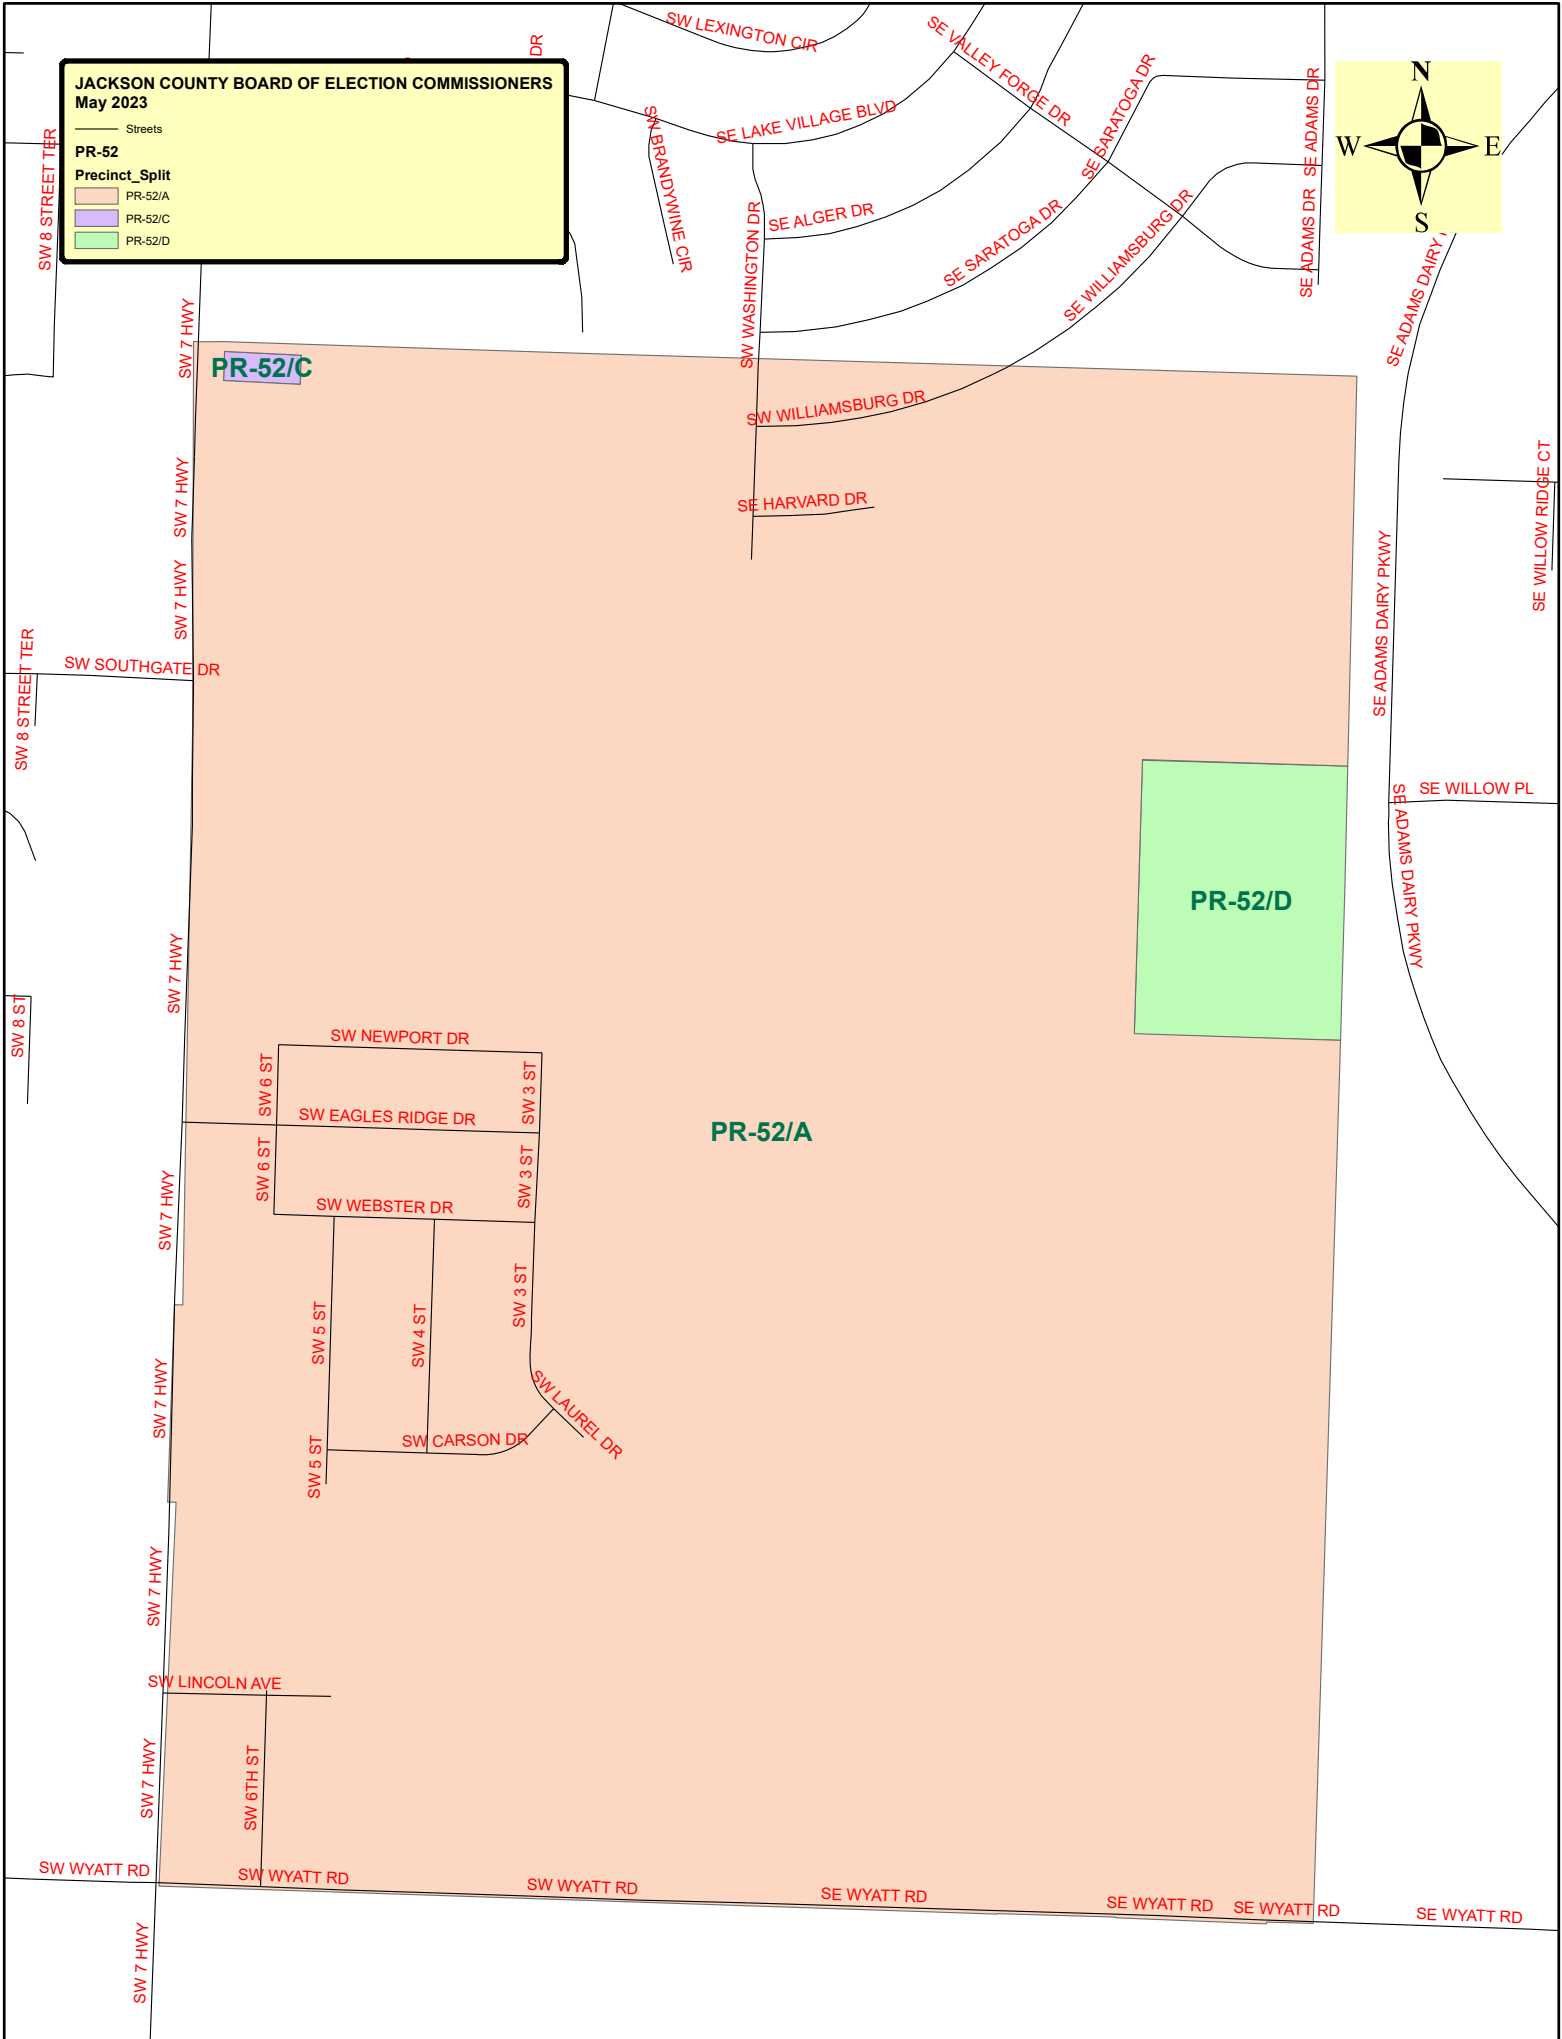 SW LEXINGTON CIR
SE VALLEY FORGE DR
DR
JACKSON COUNTY BOARD OF ELECTION COMMISSIONERS
May 2023
Streets
PR-52
Precinct_Split
PR-52/A
PR-52/C
PR-52/D
N
W
E
S
SW 8 STREET TER
SW BRANDYWINE CIR
SE LAKE VILLAGE BLVD
SE SARATOGA DR
SE ADAMS DR
SE ADAMS DR
SE ALGER DR
SE SARATOGA DR
SE WILLIAMSBURG DR
SW WASHINGTON DR
SE ADAMS DAIRY
SW 7 HWY
PR-52/C
SW WILLIAMSBURG DR
SW 7 HWY
SE HARVARD DR
SE WILLOW RIDGE CT
SW 7 HWY
SE ADAMS DAIRY PKWY
SW 8 STREET TER
SW SOUTHGATE DR
SE WILLOW PL
SE ADAMS DAIRY PKWY
PR-52/D
SW 7 HWY
SW 8 ST
SW NEWPORT DR
SW 6 ST
SW 3 ST
SW EAGLES RIDGE DR
PR-52/A
SW 6 ST
SW 3 ST
SW 7 HWY
SW WEBSTER DR
SW 3 ST
SW 5 ST
SW 4 ST
SW 7 HWY
SW LAUREL DR
SW CARSON DR
SW 5 ST
SW 7 HWY
SW LINCOLN AVE
SW 7 HWY
SW 6TH ST
SW WYATT RD
SW WYATT RD
SW WYATT RD
SE WYATT RD
SE WYATT RD
SE WYATT RD
SE WYATT RD
SW 7 HWY